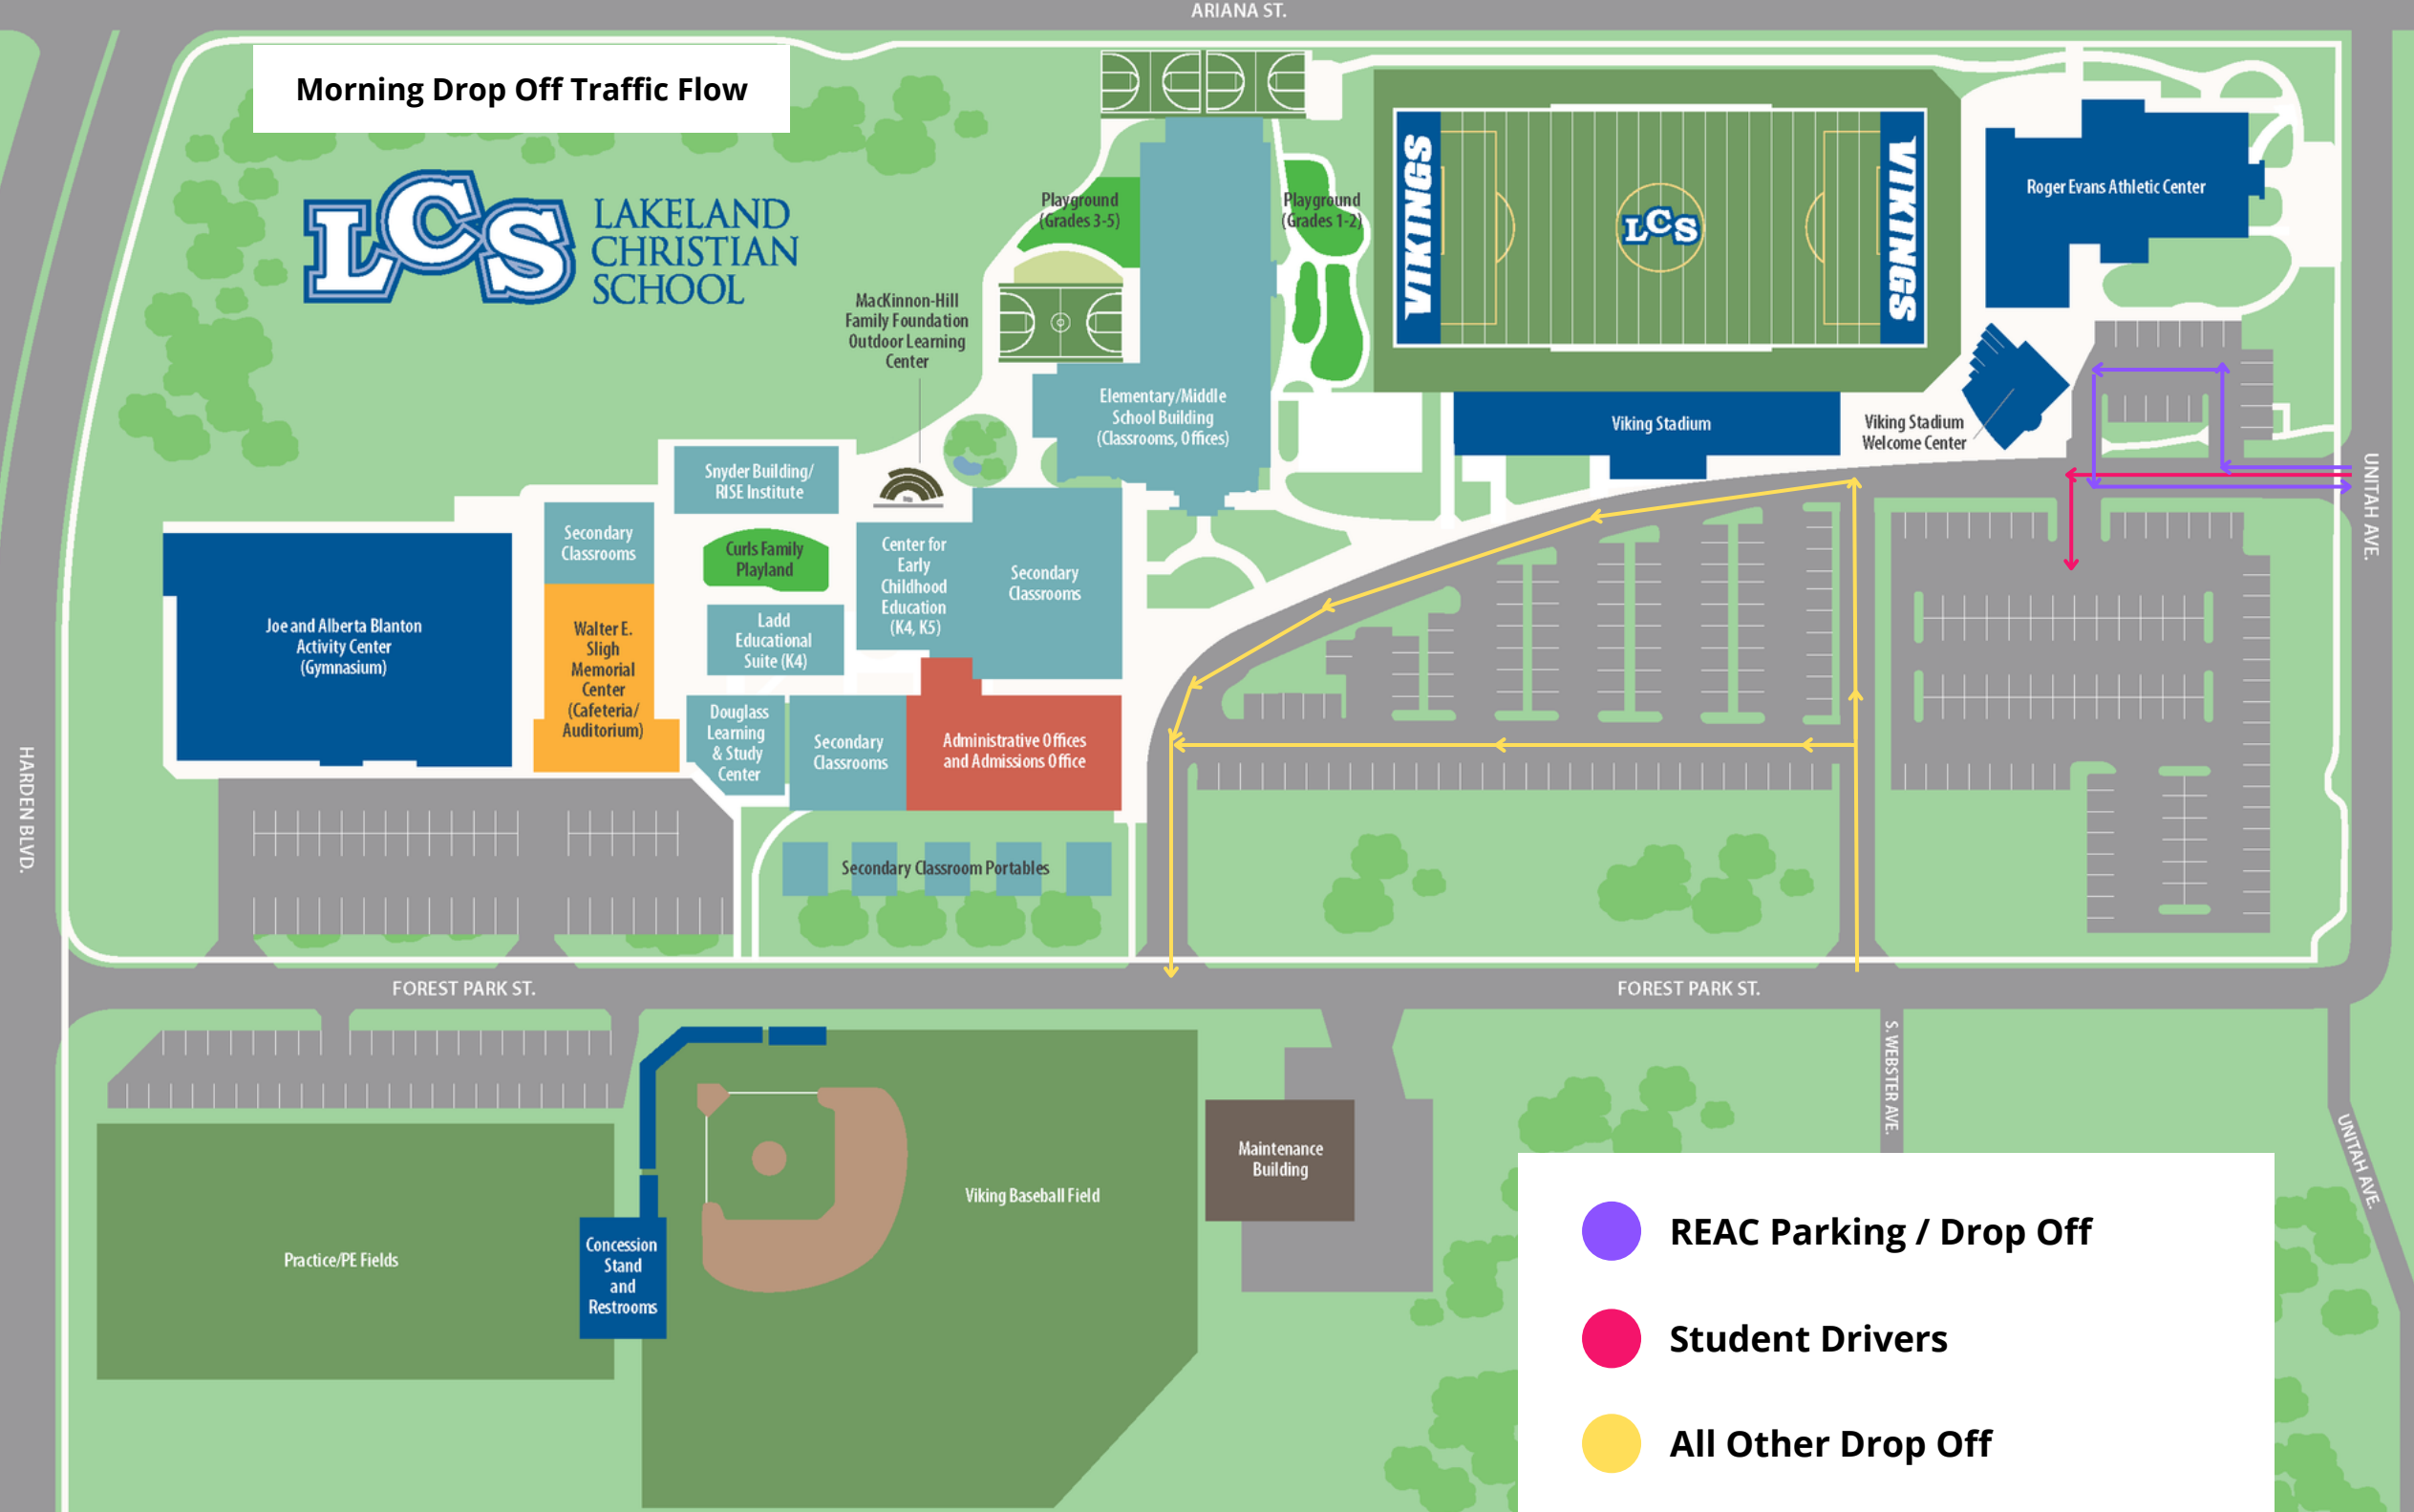 ARIANA ST.
Morning Drop Off Traffic Flow
LCS
LAKELAND
CHRISTIAN
SCHOOL
Playground
(Grades 3-5)
Playground
(Grades 1-2)
VIKINGS
LCS
VIKINGS
Roger Evans Athletic Center
MacKinnon-Hill
Family Foundation
Outdoor Learning
Center
Elementary/Middle
School Building
(Classrooms, Offices)
Viking Stadium
Viking Stadium
Welcome Center
UNITAH AVE.
Snyder Building/
RISE Institute
Secondary
Classrooms
Curls Family
Playland
Center for
Early
Childhood
Education
(K4, K5)
Secondary
Classrooms
Joe and Alberta Blanton
Activity Center
(Gymnasium)
Walter E.
Sligh
Memorial
Center
(Cafeteria/
Auditorium)
Ladd
Educational
Suite (K4)
Douglass
Learning
& Study
Center
Secondary
Classrooms
Administrative Offices
and Admissions Office
HARDEN BLVD.
Secondary Classroom Portables
FOREST PARK ST.
FOREST PARK ST.
S. WEBSTER AVE.
UNITAH AVE.
Maintenance
Building
Viking Baseball Field
Practice/PE Fields
Concession
Stand
and
Restrooms
REAC Parking / Drop Off
Student Drivers
All Other Drop Off